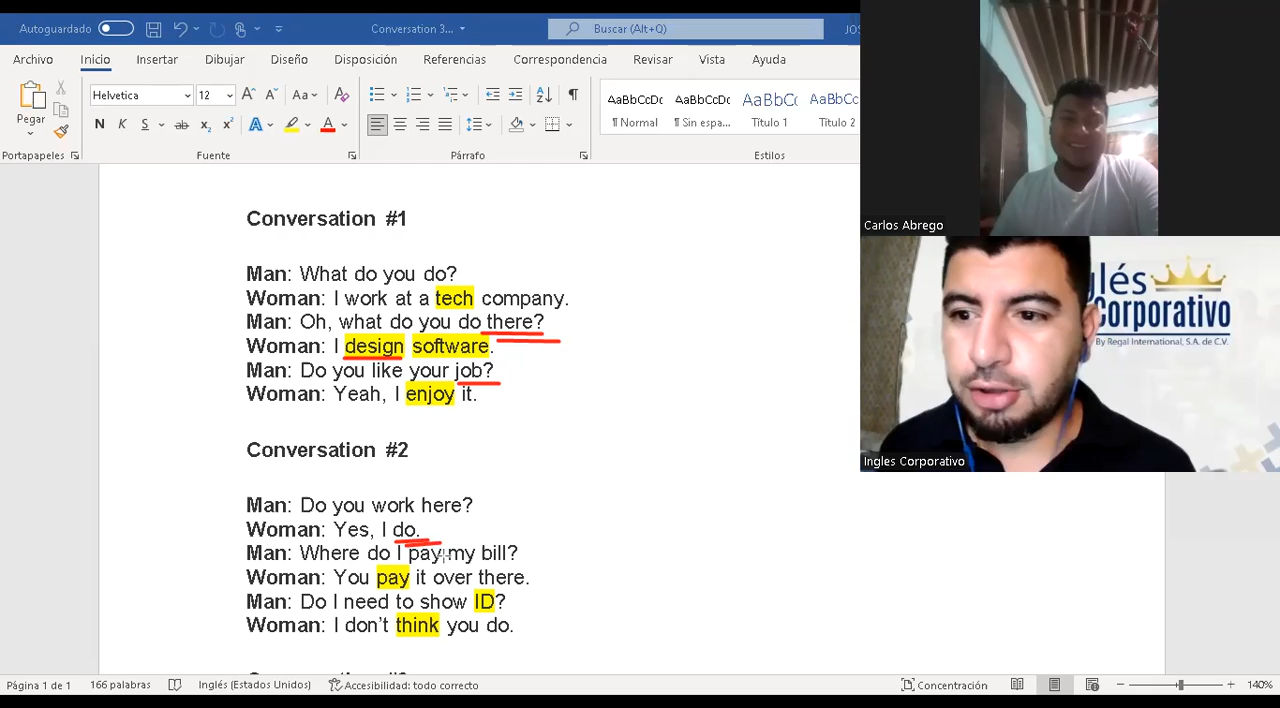 Autoguardado
Conversation 3...
Buscar (Alt+Q)
Archivo Inicio Insertar Dibujar Diseño Disposición Referencias Correspondencia Revisar Vista Ayuda
Pegar
Helvetica 12
Aa
N K S ab x₂ x² A A
AaBbCcDc AaBbCcDc AaBbC( AaBbCcD
¶ Normal ¶ Sin espa... Título 1 Título 2
Portapapeles Fuente Párrafo Estilos
Conversation #1
Man: What do you do?
Woman: I work at a tech company.
Man: Oh, what do you do there?
Woman: I design software.
Man: Do you like your job?
Woman: Yeah, I enjoy it.
Conversation #2
Man: Do you work here?
Woman: Yes, I do.
Man: Where do I pay my bill?
Woman: You pay it over there.
Man: Do I need to show ID?
Woman: I don't think you do.
Página 1 de 1 166 palabras Inglés (Estados Unidos) Accesibilidad: todo correcto Concentración 140%
Carlos Abrego
glés
Corporativo
By Regal International, S.A. de C.V.
Ingles Corporativo